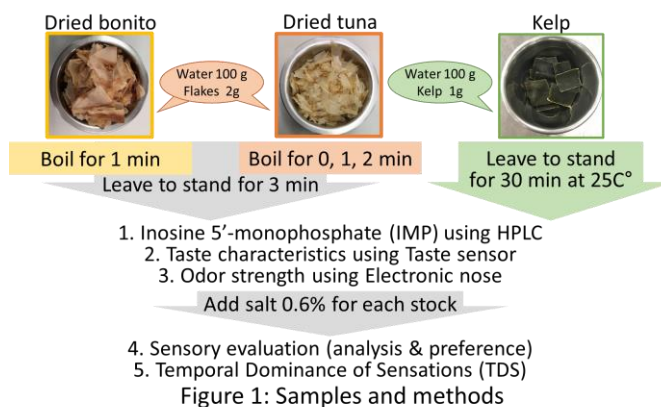 Dried bonito
Dried tuna
Kelp
Water 100 g
Flakes 2g
Water 100 g
Kelp 1g
Boil for 1 min
Boil for 0, 1, 2 min
Leave to stand for 3 min
Leave to stand
for 30 min at 25C°
1. Inosine 5’-monophosphate (IMP) using HPLC
2. Taste characteristics using Taste sensor
3. Odor strength using Electronic nose
Add salt 0.6% for each stock
4. Sensory evaluation (analysis & preference)
5. Temporal Dominance of Sensations (TDS)
Figure 1: Samples and methods